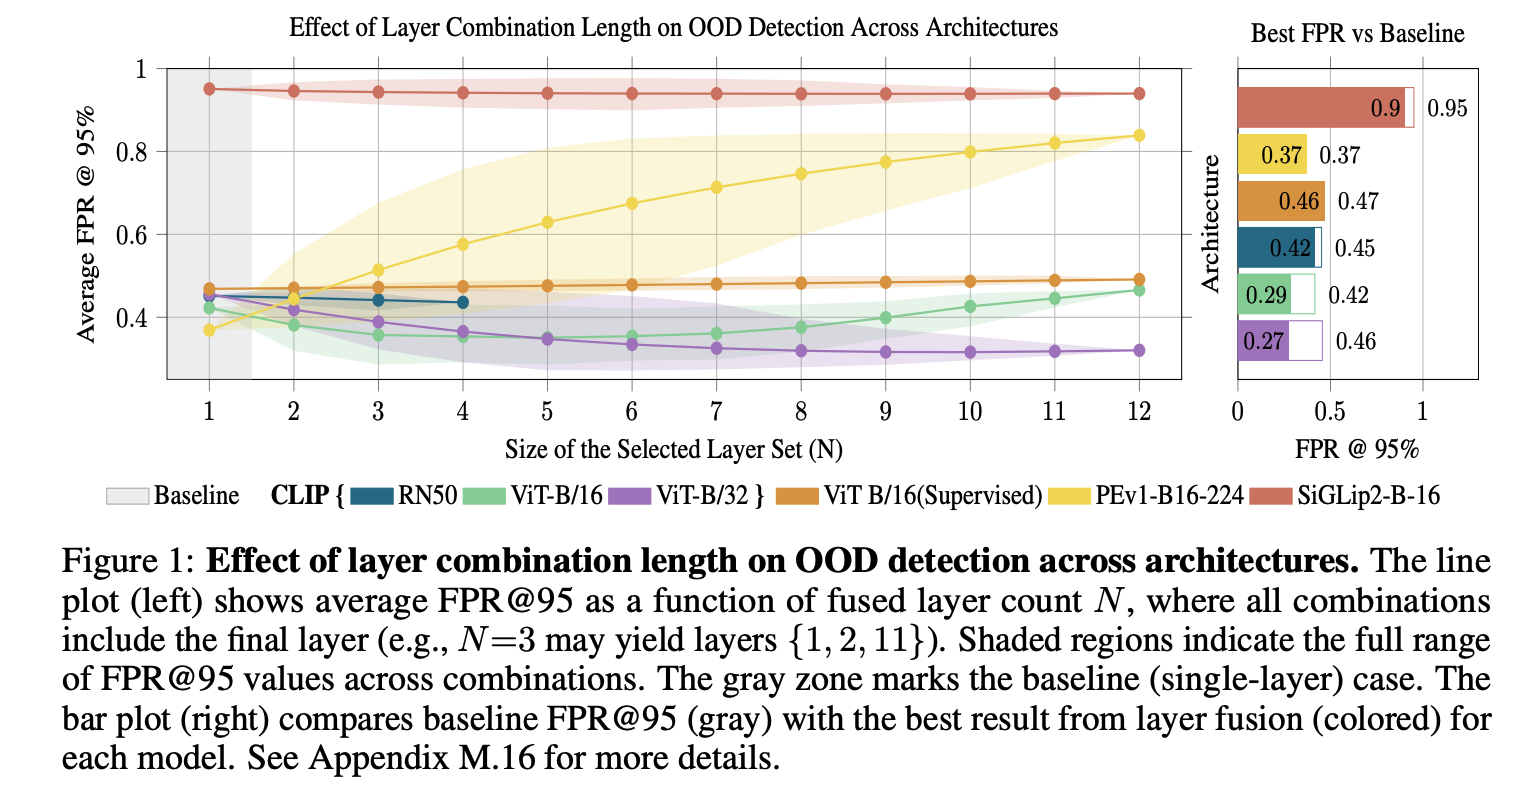 Effect of Layer Combination Length on OOD Detection Across Architectures
Average FPR @ 95%
1
0.8
0.6
0.4
1 2 3 4 5 6 7 8 9 10 11 12
Size of the Selected Layer Set (N)
Best FPR vs Baseline
Architecture
0.9 0.95
0.37 0.37
0.46 0.47
0.42 0.45
0.29 0.42
0.27 0.46
0 0.5 1
FPR @ 95%
Baseline CLIP { RN50 ViT-B/16 ViT-B/32 } ViT B/16(Supervised) PEv1-B16-224 SiGLip2-B-16
Figure 1: Effect of layer combination length on OOD detection across architectures. The line
plot (left) shows average FPR@95 as a function of fused layer count N, where all combinations
include the final layer (e.g., N=3 may yield layers {1, 2, 11}). Shaded regions indicate the full range
of FPR@95 values across combinations. The gray zone marks the baseline (single-layer) case. The
bar plot (right) compares baseline FPR@95 (gray) with the best result from layer fusion (colored) for
each model. See Appendix M.16 for more details.